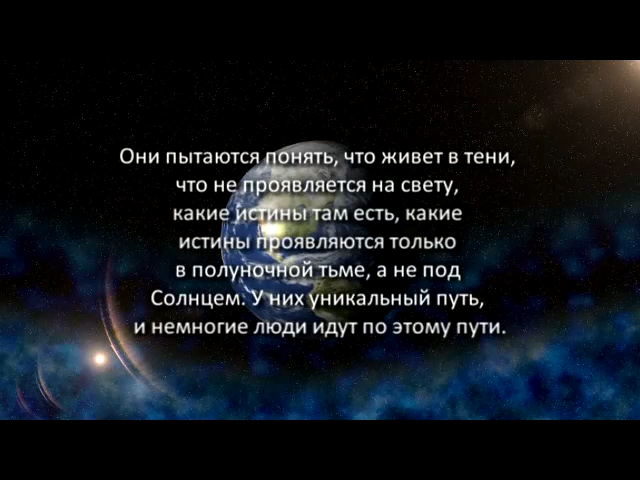 Они пытаются понять, что живет в тени,
что не проявляется на свету,
какие истины там есть, какие
истины проявляются только
в полуночной тьме, а не под
Солнцем. У них уникальный путь,
и немногие люди идут по этому пути.